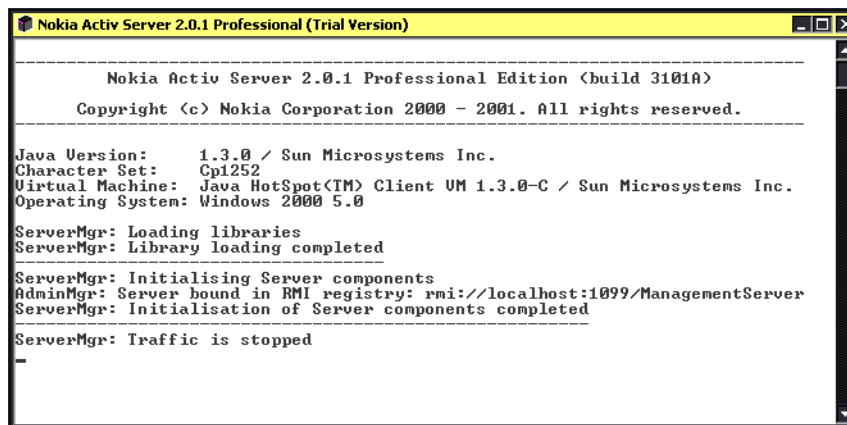 Nokia Activ Server 2.0.1 Professional (Trial Version)
Nokia Activ Server 2.0.1 Professional Edition (build 3101A)
Copyright (c) Nokia Corporation 2000 - 2001. All rights reserved.
Java Version: 1.3.0 / Sun Microsystems Inc.
Character Set: Cp1252
Virtual Machine: Java HotSpot(TM) Client VM 1.3.0-C / Sun Microsystems Inc.
Operating System: Windows 2000 5.0
ServerMgr: Loading libraries
ServerMgr: Library loading completed
ServerMgr: Initialising Server components
AdminMgr: Server bound in RMI registry: rmi://localhost:1099/ManagementServer
ServerMgr: Initialisation of Server components completed
ServerMgr: Traffic is stopped